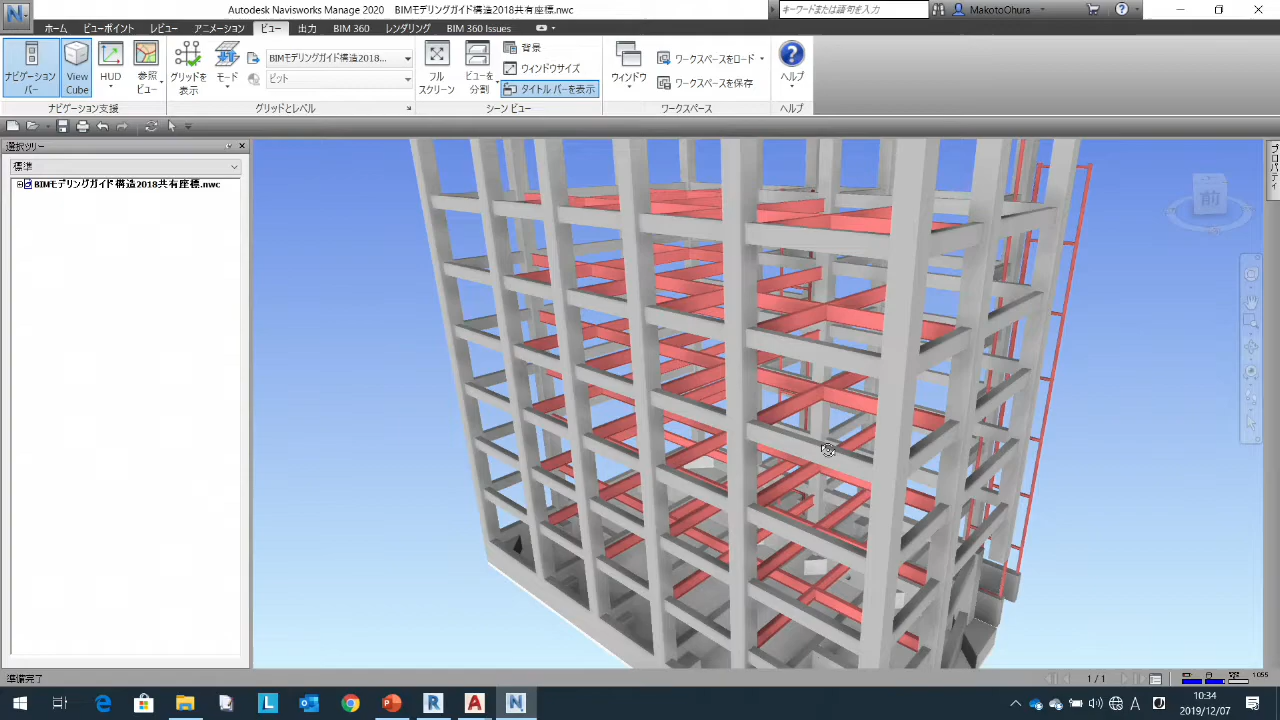 Autodesk Navisworks Manage 2020 BIMモデリングガイド構造2018共有座標.nwc
キーワードまたは語句を入力
MakotoOhura
ホーム ビューポイント レビュー アニメーション ビュー 出力 BIM 360 レンダリング BIM 360 Issues
ナビゲーション バー
View Cube
HUD
参照 ビュー
ナビゲーション支援
グリッドを 表示
モード
BIMモデリングガイド構造2018...
ビット
グリッドとレベル
フル スクリーン
ビューを 分割
背景
ウィンドウサイズ
タイトル バーを表示
シーン ビュー
ウィンドウ
ワークスペースをロード
ワークスペースを保存
ワークスペース
ヘルプ
ヘルプ
選択ツリー
標準
BIMモデリングガイド構造2018共有座標.nwc
プロパティ
前
準備完了
1 / 1
1055
10:34
2019/12/07